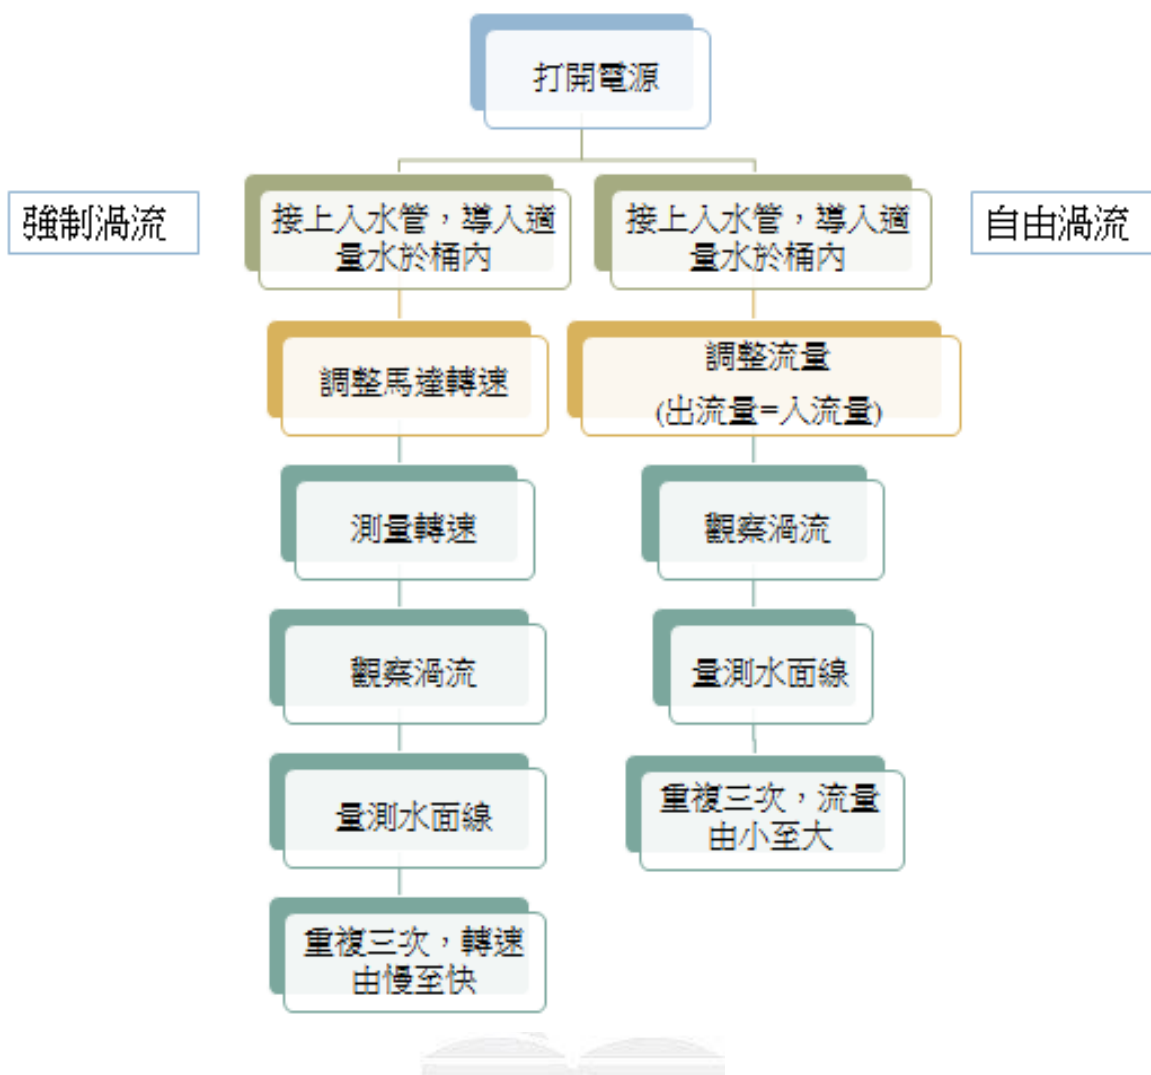 打開電源
強制渦流
接上入水管，導入適
量水於桶內
接上入水管，導入適
量水於桶內
自由渦流
調整馬達轉速
調整流量
(出流量=入流量)
測量轉速
觀察渦流
觀察渦流
量測水面線
量測水面線
重複三次，流量
由小至大
重複三次，轉速
由慢至快